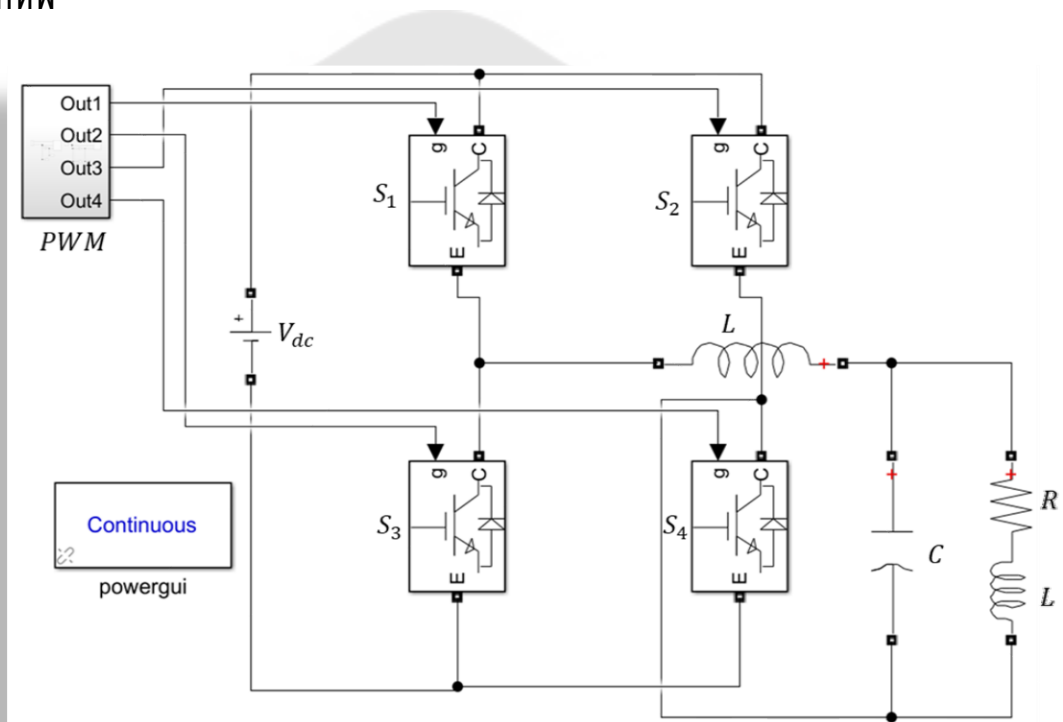 Out1
Out2
Out3
Out4
PWM
g
C
E
S1
g
C
E
S2
+
Vdc
L
+
g
C
E
S3
g
C
E
S4
+
C
+
R
L
Continuous
powergui